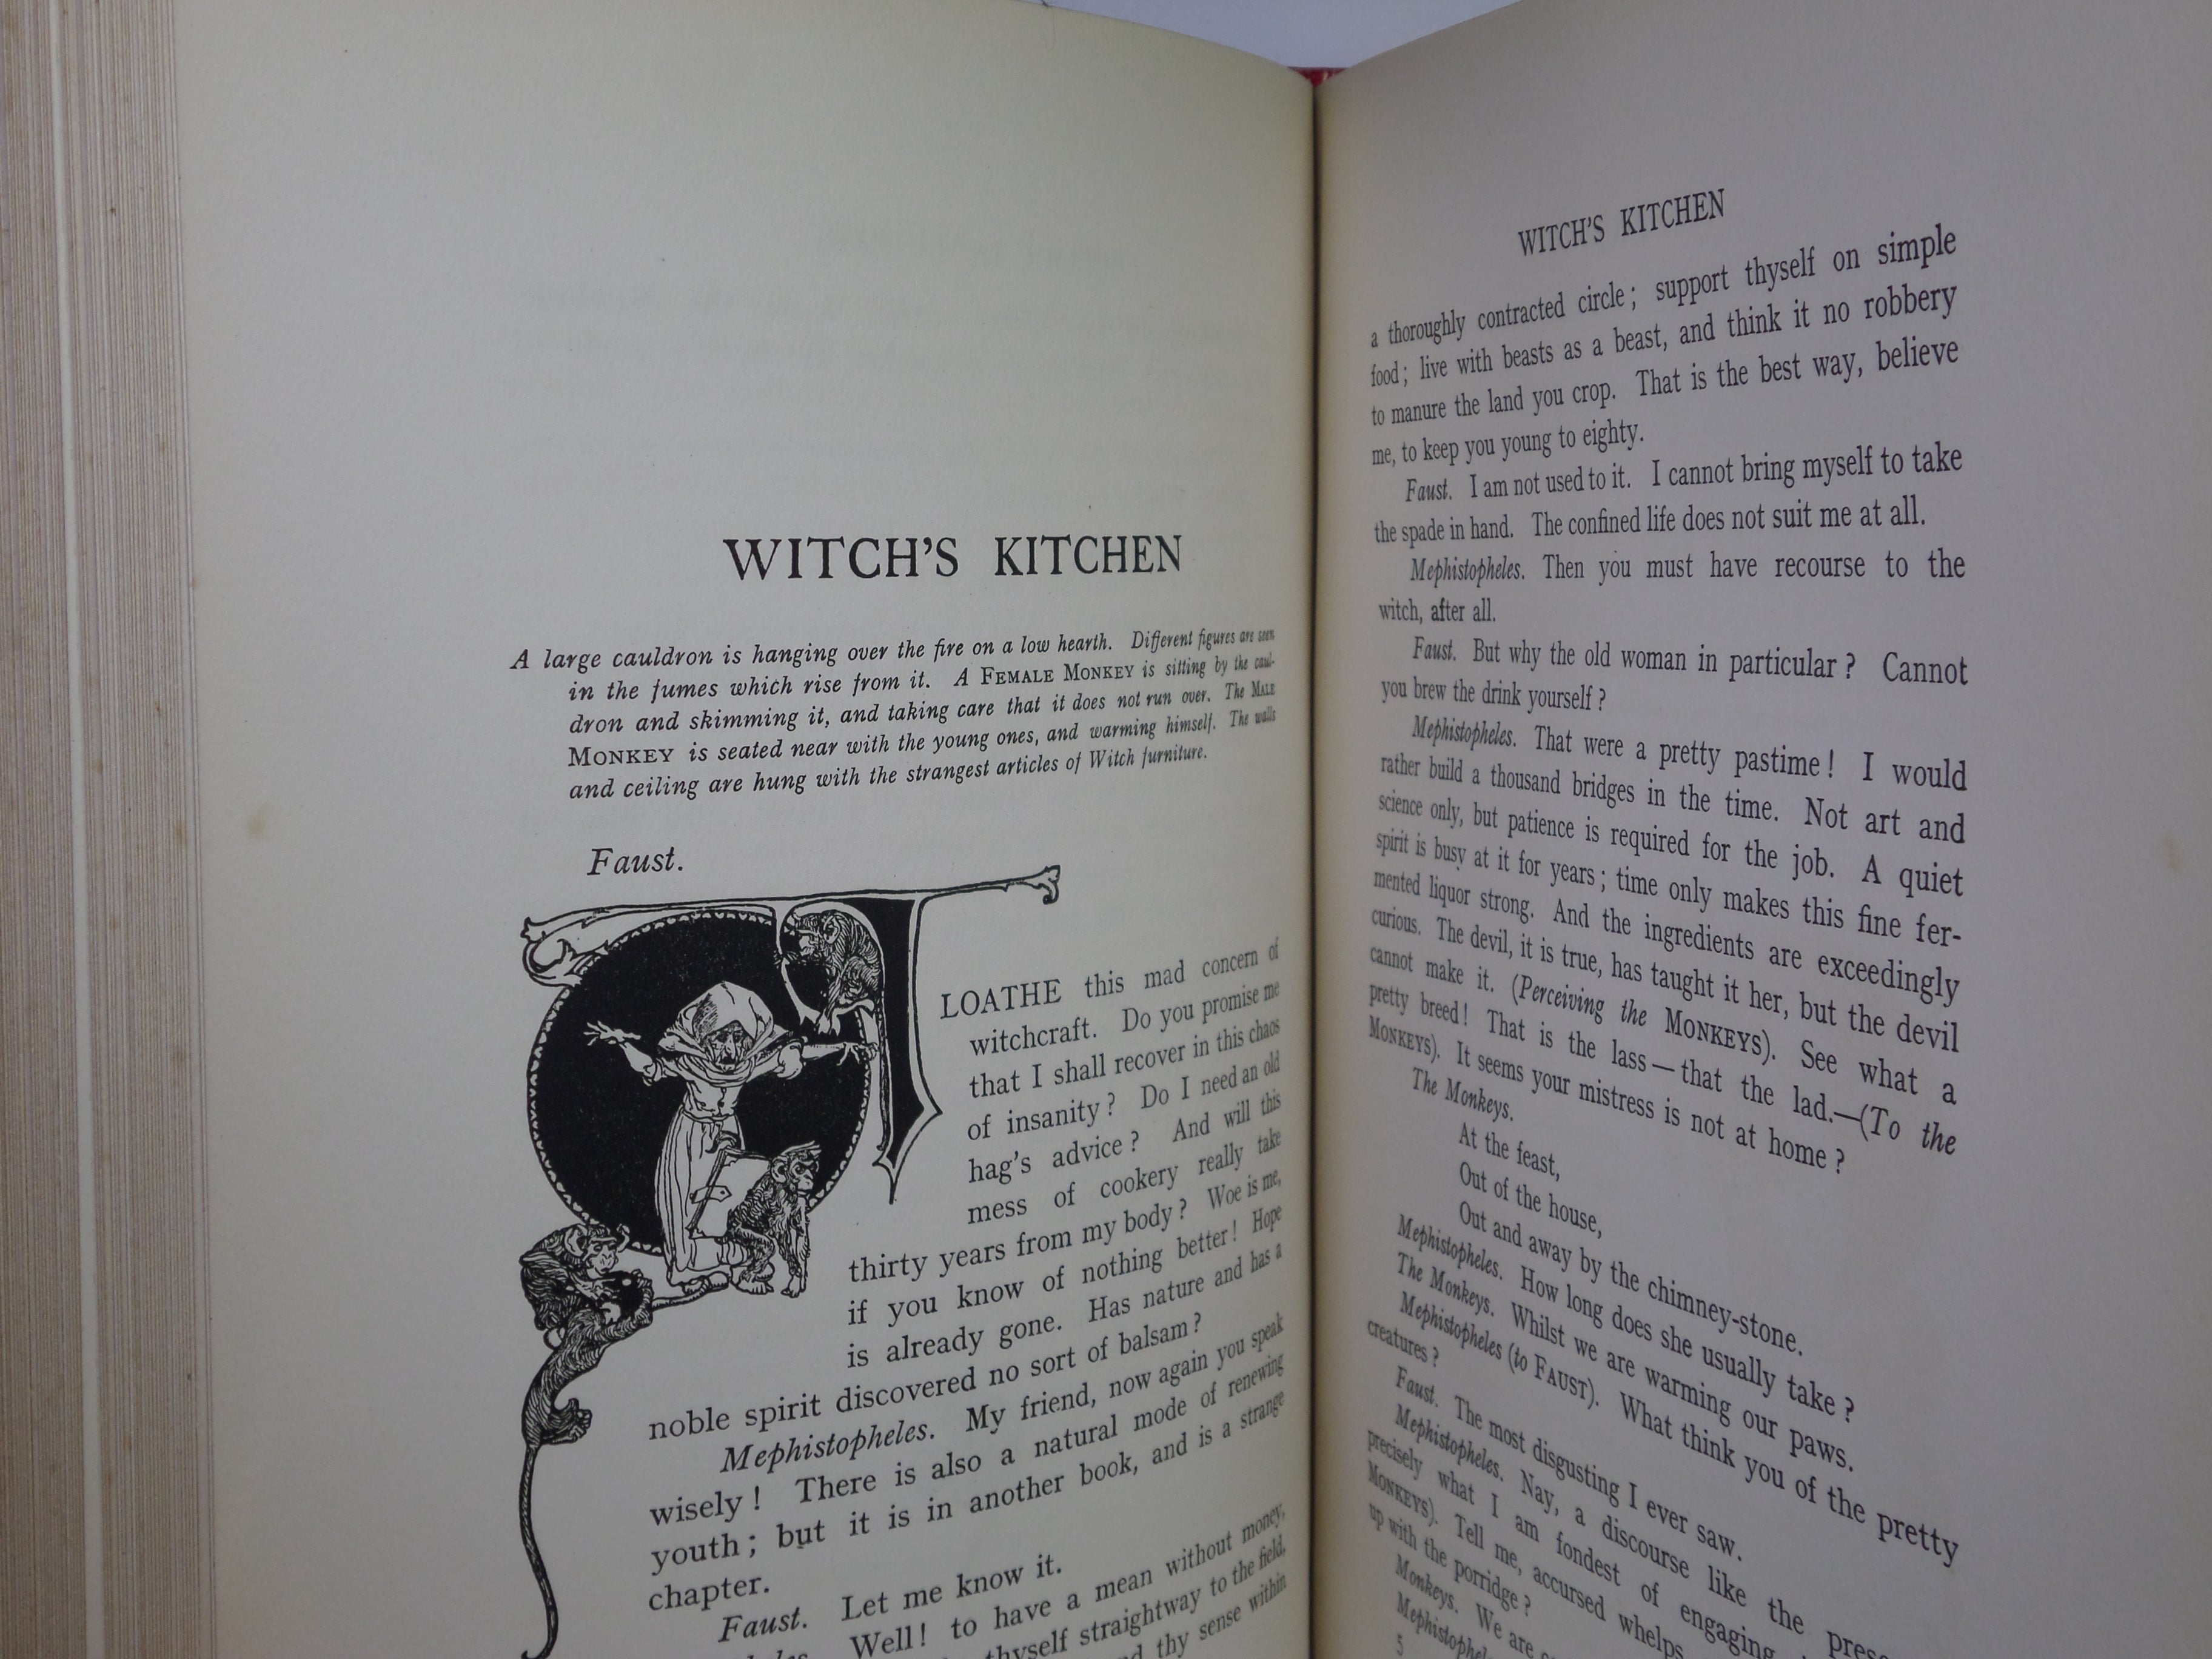 WITCH'S KITCHEN
A large cauldron is hanging over the fire on a low hearth. Different figures are seen
in the fumes which rise from it. A FEMALE MONKEY is sitting by the caul-
dron and skimming it, and taking care that it does not run over. The MALE
MONKEY is seated near with the young ones, and warming himself. The walls
and ceiling are hung with the strangest articles of Witch furniture.
Faust.
I LOATHE this mad concern of
witchcraft. Do you promise me
that I shall recover in this chaos
of insanity? Do I need an old
hag's advice? And will this
mess of cookery really take
thirty years from my body? Woe is me,
if you know of nothing better! Hope
is already gone. Has nature and has a
noble spirit discovered no sort of balsam?
Mephistopheles. My friend, now again you speak
wisely! There is also a natural mode of renewing
youth; but it is in another book, and is a strange
chapter.
Faust. Let me know it.
Well! to have a mean without money,
thyself straightway to the field,
thy sense within
WITCH'S KITCHEN
a thoroughly contracted circle; support thyself on simple
food; live with beasts as a beast, and think it no robbery
to manure the land you crop. That is the best way, believe
me, to keep you young to eighty.
Faust. I am not used to it. I cannot bring myself to take
the spade in hand. The confined life does not suit me at all.
Mephistopheles. Then you must have recourse to the
witch, after all.
Faust. But why the old woman in particular? Cannot
you brew the drink yourself?
Mephistopheles. That were a pretty pastime! I would
rather build a thousand bridges in the time. Not art and
science only, but patience is required for the job. A quiet
spirit is busy at it for years; time only makes this fine fer-
mented liquor strong. And the ingredients are exceedingly
curious. The devil, it is true, has taught it her, but the devil
cannot make it. (Perceiving the MONKEYS). See what a
pretty breed! That is the lass—that the lad.—(To the
MONKEYS). It seems your mistress is not at home?
The Monkeys.
At the feast,
Out of the house,
Out and away by the chimney-stone.
Mephistopheles. How long does she usually take?
The Monkeys. Whilst we are warming our paws.
Mephistopheles (to FAUST). What think you of the pretty
creatures?
Faust. The most disgusting I ever saw.
Mephistopheles. Nay, a discourse like the
precisely what I am fondest of engaging
MONKEYS). Tell me, accursed whelps
up with the porridge?
Monkeys. We are
5